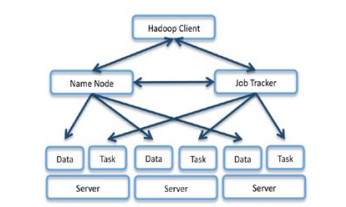 Hadoop Client
Name Node
Job Tracker
Data
Task
Data
Task
Data
Task
Server
Server
Server